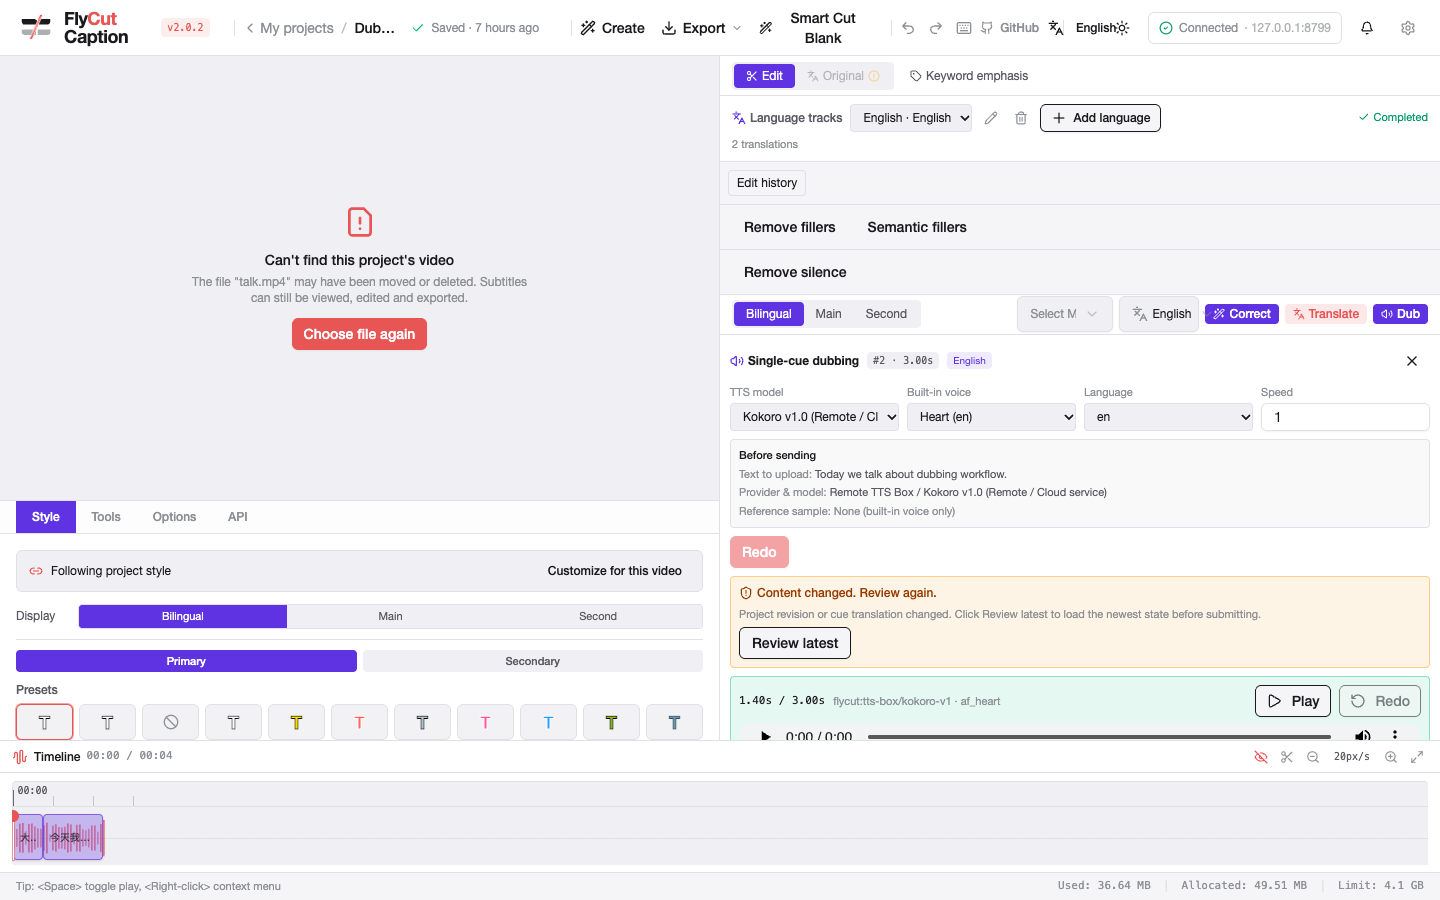 FlyCut
Caption
v2.0.2
My projects / Dub...
Saved · 7 hours ago
Create
Export
Smart Cut
Blank
GitHub
English
Connected · 127.0.0.1:8799
Edit
Original
Keyword emphasis
Language tracks
English · English
Add language
Completed
2 translations
Edit history
Remove fillers
Semantic fillers
Remove silence
Bilingual
Main
Second
Select M
English
Correct
Translate
Dub
Can't find this project's video
The file "talk.mp4" may have been moved or deleted. Subtitles
can still be viewed, edited and exported.
Choose file again
Single-cue dubbing
#2 · 3.00s
English
TTS model
Built-in voice
Language
Speed
Kokoro v1.0 (Remote / Cl
Heart (en)
en
1
Before sending
Text to upload: Today we talk about dubbing workflow.
Provider & model: Remote TTS Box / Kokoro v1.0 (Remote / Cloud service)
Reference sample: None (built-in voice only)
Redo
Content changed. Review again.
Project revision or cue translation changed. Click Review latest to load the newest state before submitting.
Review latest
1.40s / 3.00s
flycut:tts-box/kokoro-v1 · af_heart
Play
Redo
0:00 / 0:00
Style
Tools
Options
API
Following project style
Customize for this video
Display
Bilingual
Main
Second
Primary
Secondary
Presets
T T T T T T T T T T
Timeline
00:00 / 00:04
20px/s
00:00
大...
今天我...
Tip: <Space> toggle play, <Right-click> context menu
Used: 36.64 MB
Allocated: 49.51 MB
Limit: 4.1 GB